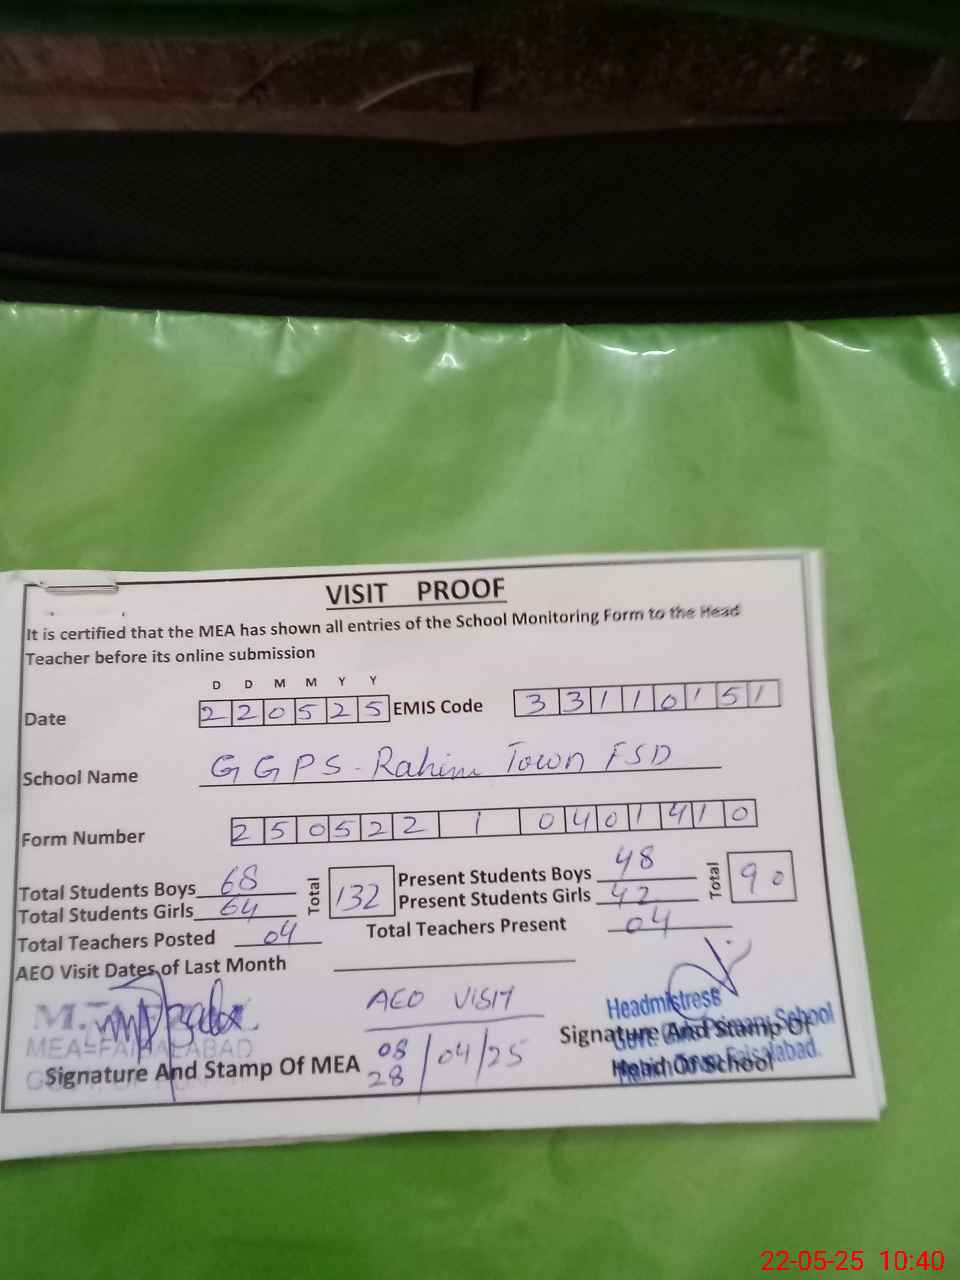 VISIT PROOF
It is certified that the MEA has shown all entries of the School Monitoring Form to the Head
Teacher before its online submission
D D M M Y Y
Date 2 2 0 5 2 5 EMIS Code 3 3 1 1 0 1 5 1
School Name GGPS - Rahim Town FSD
Form Number 2 5 0 5 2 2 1 0 4 0 1 4 1 0
Total Students Boys 68 Total 132 Present Students Boys 48 Total 90
Total Students Girls 64 Present Students Girls 42
Total Teachers Posted 04 Total Teachers Present 04
AEO Visit Dates of Last Month
AEO VISIT
08
28 /04/25
MEA-FAISALABAD
Signature And Stamp Of MEA
Headmistress
Govt. Girls Primary School
Rahim Town Faisalabad.
Signature And Stamp Of
Head Of School
22-05-25 10:40